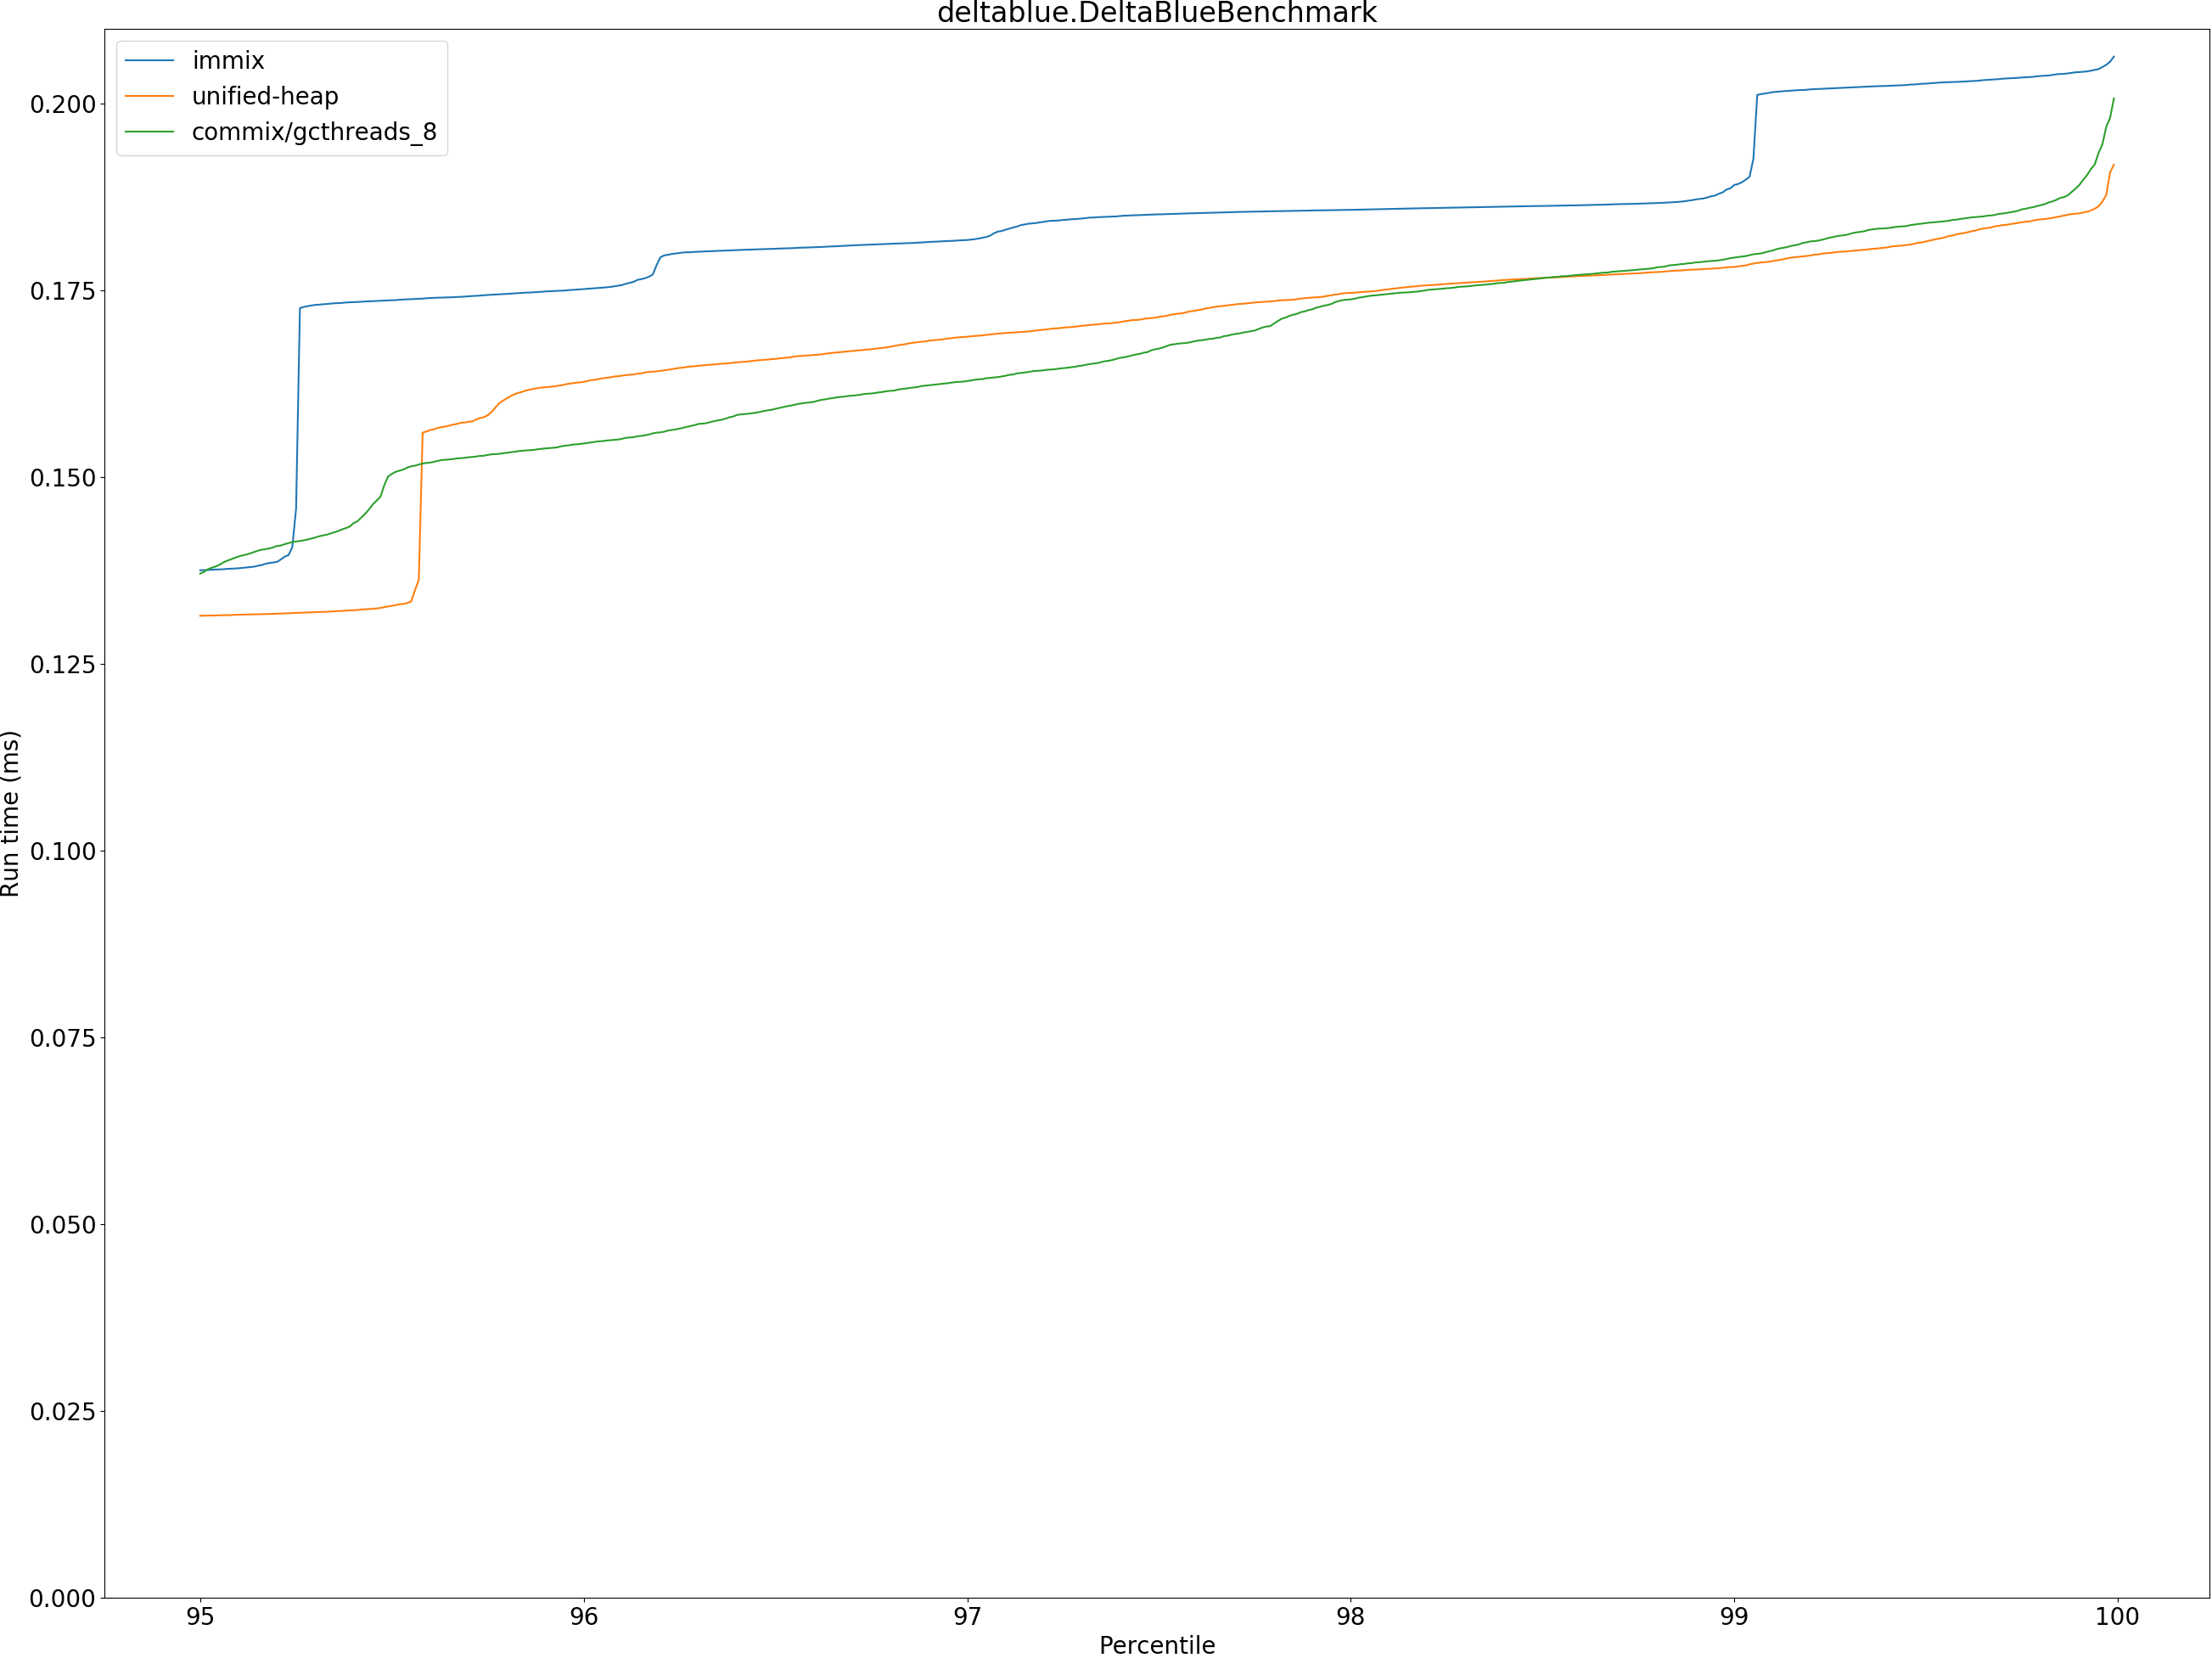 deltablue.DeltaBlueBenchmark
immix
unified-heap
commix/gcthreads_8
0.200
0.175
0.150
0.125
0.100
0.075
0.050
0.025
0.000
Run time (ms)
95 96 97 98 99 100
Percentile